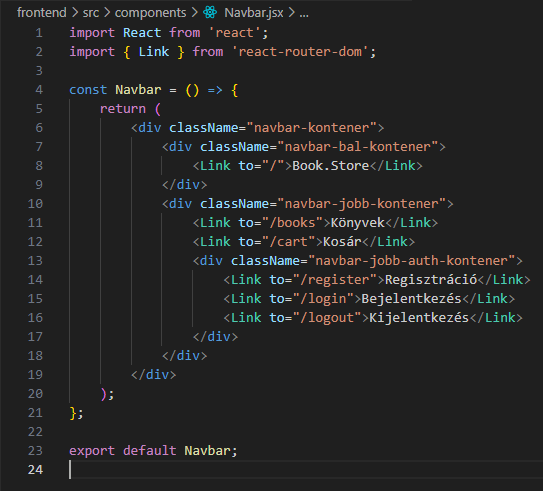 frontend > src > components > Navbar.jsx > ...
1 import React from 'react';
2 import { Link } from 'react-router-dom';
3
4 const Navbar = () => {
5     return (
6         <div className="navbar-kontener">
7             <div className="navbar-bal-kontener">
8                 <Link to="/">Book.Store</Link>
9             </div>
10             <div className="navbar-jobb-kontener">
11                 <Link to="/books">Könyvek</Link>
12                 <Link to="/cart">Kosár</Link>
13                 <div className="navbar-jobb-auth-kontener">
14                     <Link to="/register">Regisztráció</Link>
15                     <Link to="/login">Bejelentkezés</Link>
16                     <Link to="/logout">Kijelentkezés</Link>
17                 </div>
18             </div>
19         </div>
20     );
21 };
22
23 export default Navbar;
24